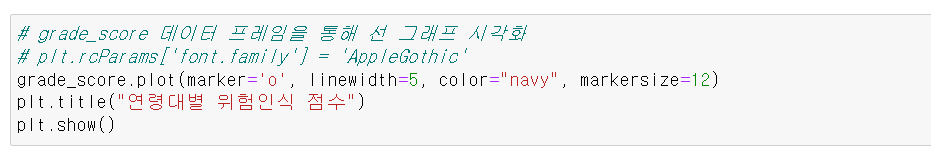 # grade_score 데이터 프레임을 통해 선 그래프 시각화
# plt.rcParams['font.family'] = 'AppleGothic'
grade_score.plot(marker='o', linewidth=5, color="navy", markersize=12)
plt.title("연령대별 위험인식 점수")
plt.show()